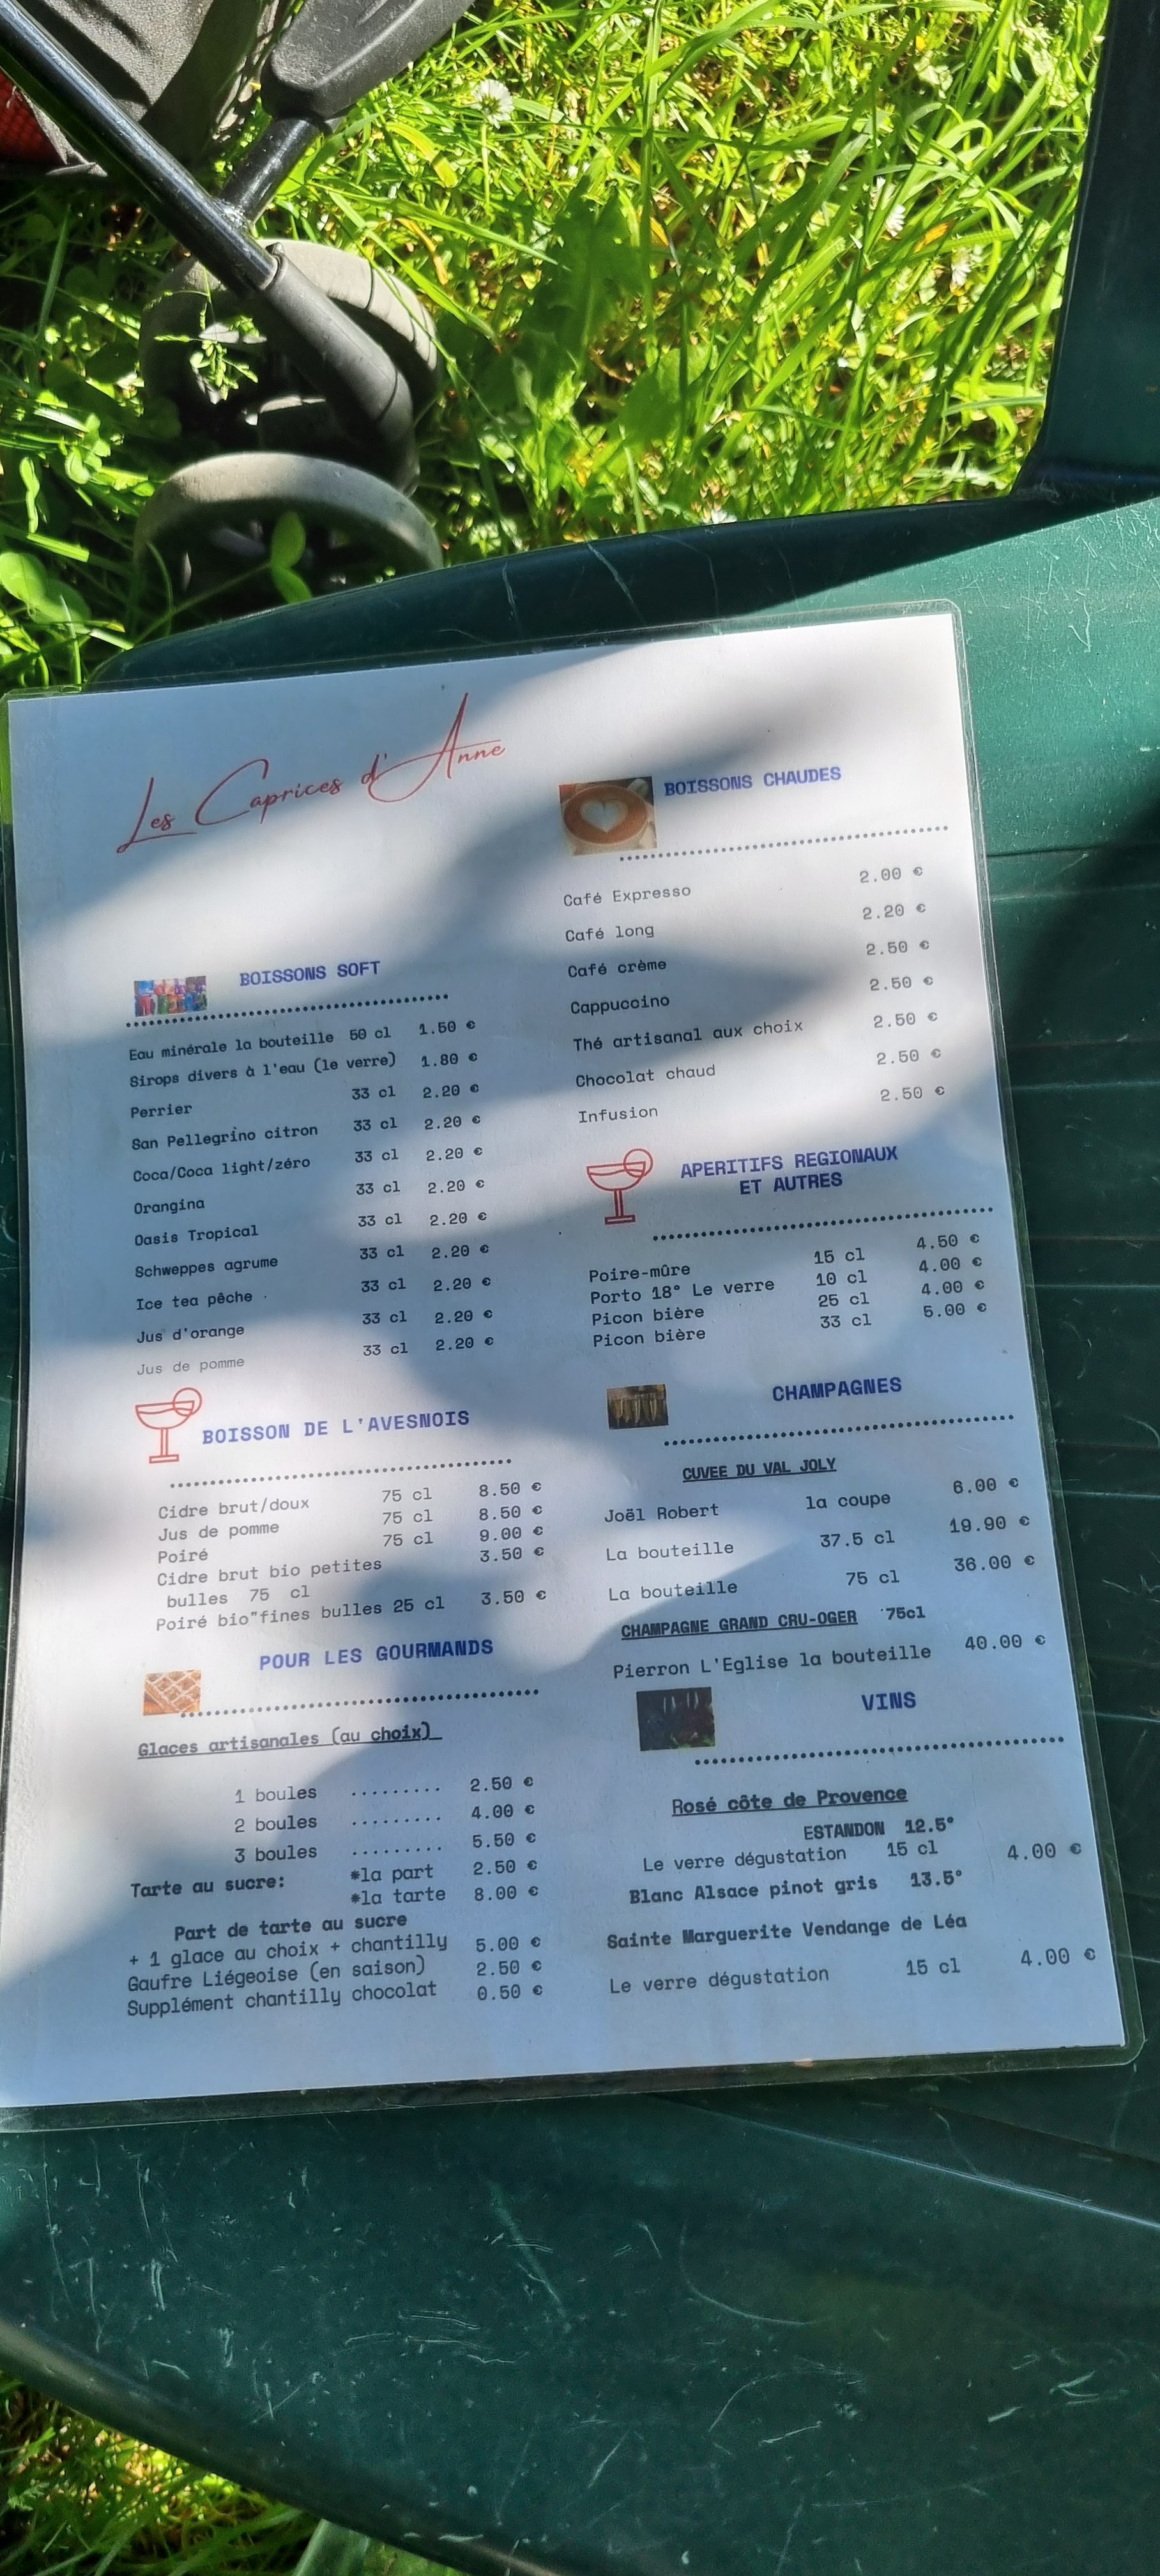 Les Caprices d'Anne
BOISSONS SOFT
Eau minérale la bouteille 50 cl 1.50 €
Sirops divers à l'eau (le verre) 1.80 €
Perrier 33 cl 2.20 €
San Pellegrino citron 33 cl 2.20 €
Coca/Coca light/zéro 33 cl 2.20 €
Orangina 33 cl 2.20 €
Oasis Tropical 33 cl 2.20 €
Schweppes agrume 33 cl 2.20 €
Ice tea pêche 33 cl 2.20 €
Jus d'orange 33 cl 2.20 €
Jus de pomme 33 cl 2.20 €
BOISSON DE L'AVESNOIS
Cidre brut/doux 75 cl 8.50 €
Jus de pomme 75 cl 8.50 €
Poiré 75 cl 9.00 €
Cidre brut bio petites 3.50 €
bulles 75 cl
Poiré bio"fines bulles 25 cl 3.50 €
POUR LES GOURMANDS
Glaces artisanales (au choix)
1 boules ......... 2.50 €
2 boules ......... 4.00 €
3 boules ......... 5.50 €
Tarte au sucre: *la part 2.50 €
*la tarte 8.00 €
Part de tarte au sucre
+ 1 glace au choix + chantilly 5.00 €
Gaufre Liégeoise (en saison) 2.50 €
Supplément chantilly chocolat 0.50 €
BOISSONS CHAUDES
Café Expresso 2.00 €
Café long 2.20 €
Café crème 2.50 €
Cappuccino 2.50 €
Thé artisanal aux choix 2.50 €
Chocolat chaud 2.50 €
Infusion 2.50 €
APERITIFS REGIONAUX
ET AUTRES
Poire-mûre 15 cl 4.50 €
Porto 18° Le verre 10 cl 4.00 €
Picon bière 25 cl 4.00 €
Picon bière 33 cl 5.00 €
CHAMPAGNES
CUVEE DU VAL JOLY
Joël Robert la coupe 6.00 €
La bouteille 37.5 cl 19.90 €
La bouteille 75 cl 36.00 €
CHAMPAGNE GRAND CRU-OGER 75cl
Pierron L'Eglise la bouteille 40.00 €
VINS
Rosé côte de Provence
ESTANDON 12.5°
Le verre dégustation 15 cl 4.00 €
Blanc Alsace pinot gris 13.5°
Sainte Marguerite Vendange de Léa
Le verre dégustation 15 cl 4.00 €